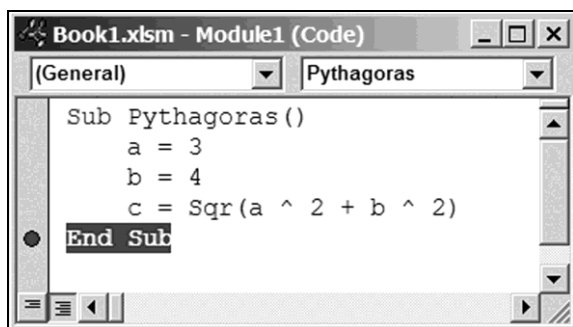 Book1.xlsm - Module1 (Code)
(General) Pythagoras
Sub Pythagoras()
    a = 3
    b = 4
    c = Sqr(a ^ 2 + b ^ 2)
End Sub